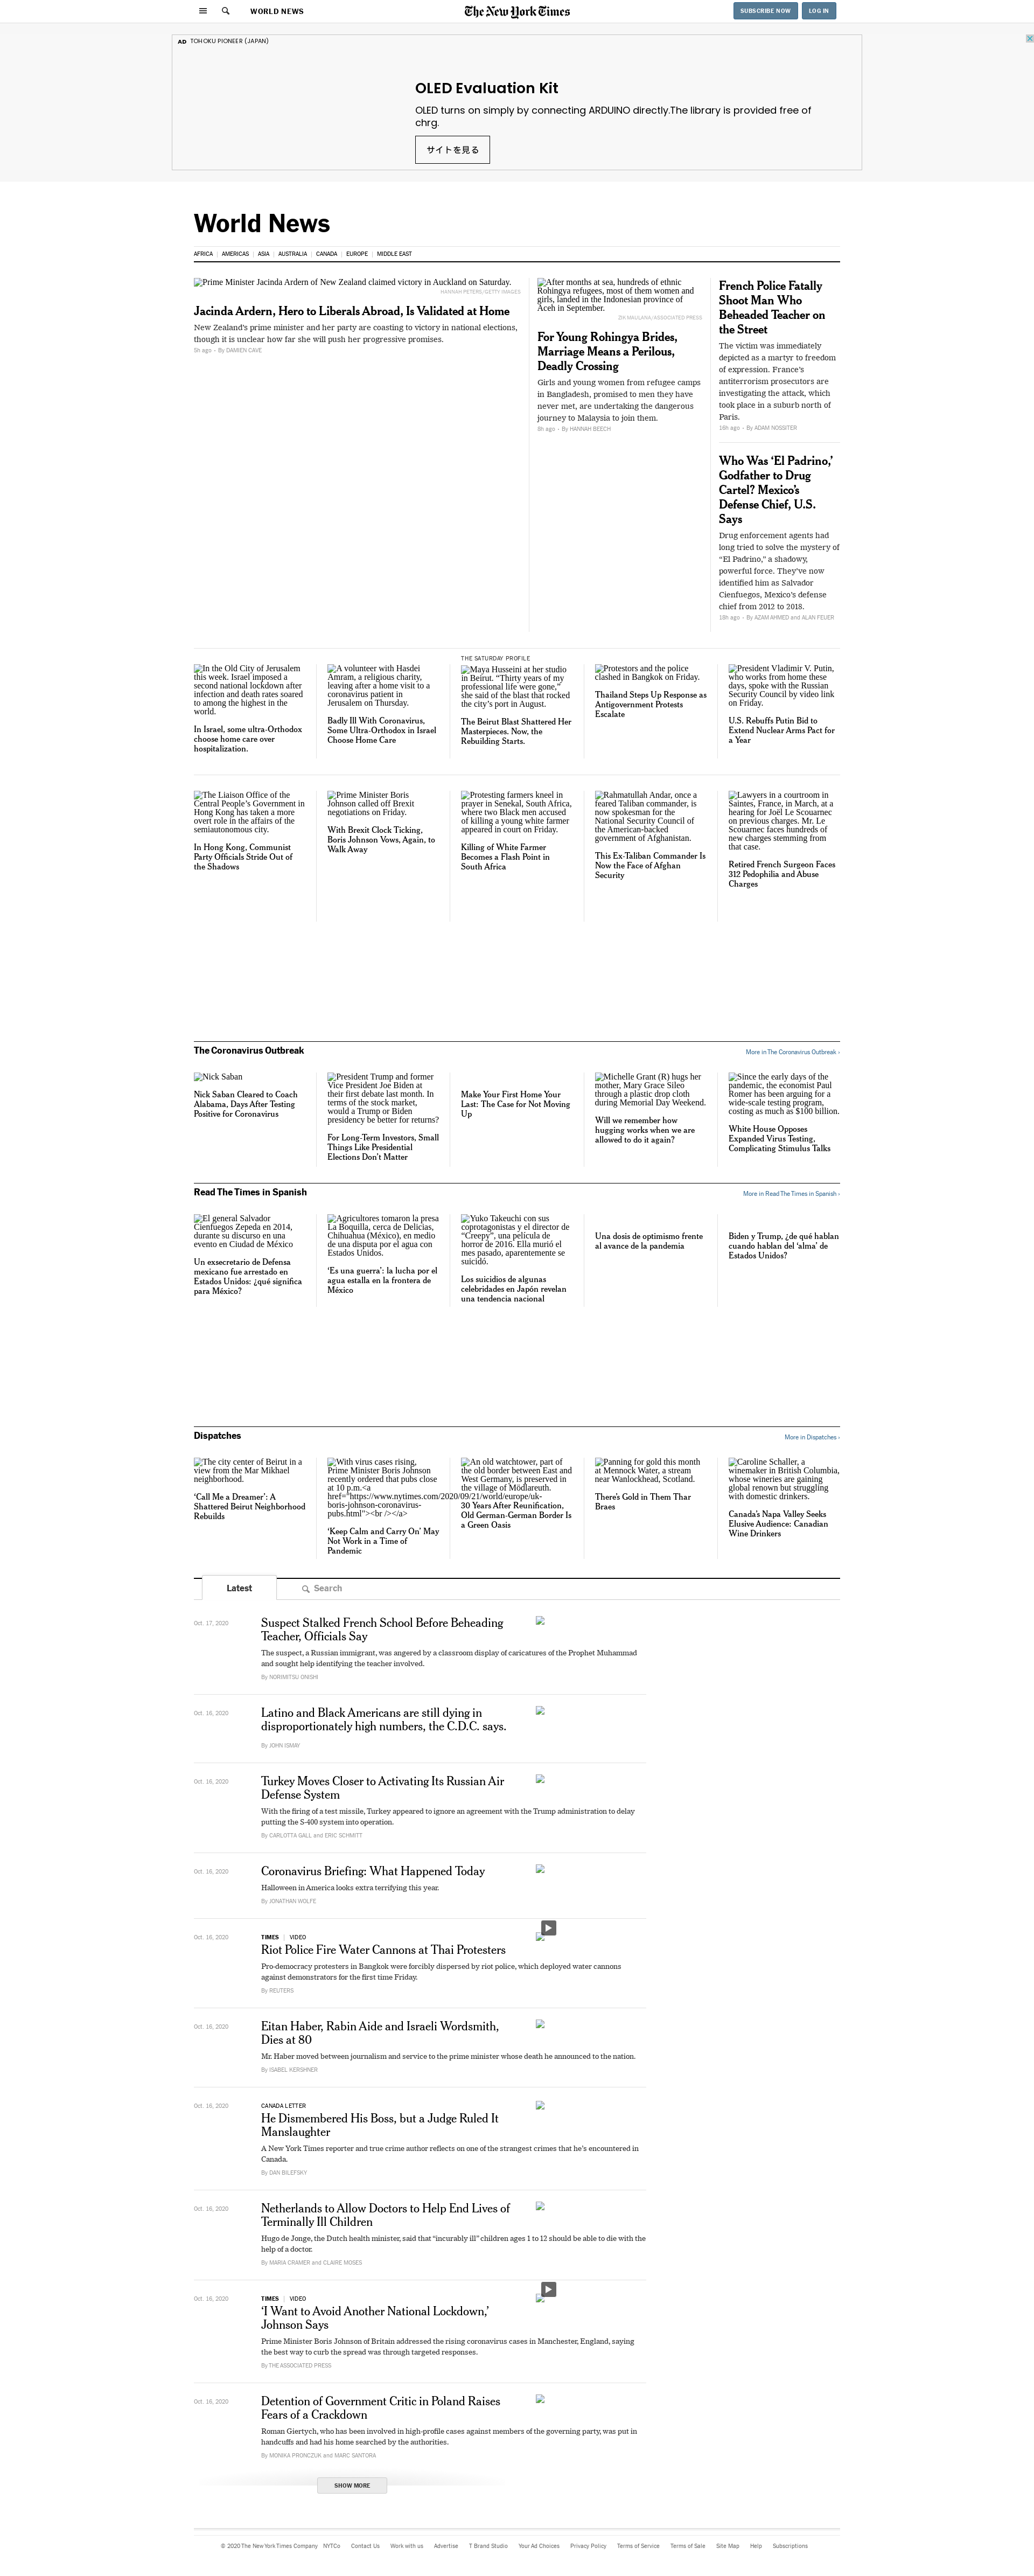 WORLD NEWS
The New York Times
SUBSCRIBE NOW
LOG IN
AD TOHOKU PIONEER (JAPAN)
OLED Evaluation Kit
OLED turns on simply by connecting ARDUINO directly.The library is provided free of
chrg.
サイトを見る
World News
AFRICA | AMERICAS | ASIA | AUSTRALIA | CANADA | EUROPE | MIDDLE EAST
Prime Minister Jacinda Ardern of New Zealand claimed victory in Auckland on Saturday.
HANNAH PETERS/GETTY IMAGES
Jacinda Ardern, Hero to Liberals Abroad, Is Validated at Home
New Zealand's prime minister and her party are coasting to victory in national elections,
though it is unclear how far she will push her progressive promises.
5h ago - By DAMIEN CAVE
After months at sea, hundreds of ethnic
Rohingya refugees, most of them women and
girls, landed in the Indonesian province of
Aceh in September.
ZIK MAULANA/ASSOCIATED PRESS
For Young Rohingya Brides,
Marriage Means a Perilous,
Deadly Crossing
Girls and young women from refugee camps
in Bangladesh, promised to men they have
never met, are undertaking the dangerous
journey to Malaysia to join them.
8h ago - By HANNAH BEECH
French Police Fatally
Shoot Man Who
Beheaded Teacher on
the Street
The victim was immediately
depicted as a martyr to freedom
of expression. France's
antiterrorism prosecutors are
investigating the attack, which
took place in a suburb north of
Paris.
16h ago - By ADAM NOSSITER
Who Was 'El Padrino,'
Godfather to Drug
Cartel? Mexico's
Defense Chief, U.S.
Says
Drug enforcement agents had
long tried to solve the mystery of
"El Padrino," a shadowy,
powerful force. They've now
identified him as Salvador
Cienfuegos, Mexico's defense
chief from 2012 to 2018.
18h ago - By AZAM AHMED and ALAN FEUER
In the Old City of Jerusalem
this week. Israel imposed a
second national lockdown after
infection and death rates soared
to among the highest in the
world.
In Israel, some ultra-Orthodox
choose home care over
hospitalization.
A volunteer with Hasdei
Amram, a religious charity,
leaving after a home visit to a
coronavirus patient in
Jerusalem on Thursday.
Badly Ill With Coronavirus,
Some Ultra-Orthodox in Israel
Choose Home Care
THE SATURDAY PROFILE
Maya Husseini at her studio
in Beirut. "Thirty years of my
professional life were gone,"
she said of the blast that rocked
the city's port in August.
The Beirut Blast Shattered Her
Masterpieces. Now, the
Rebuilding Starts.
Protestors and the police
clashed in Bangkok on Friday.
Thailand Steps Up Response as
Antigovernment Protests
Escalate
President Vladimir V. Putin,
who works from home these
days, spoke with the Russian
Security Council by video link
on Friday.
U.S. Rebuffs Putin Bid to
Extend Nuclear Arms Pact for
a Year
The Liaison Office of the
Central People's Government in
Hong Kong has taken a more
overt role in the affairs of the
semiautonomous city.
In Hong Kong, Communist
Party Officials Stride Out of
the Shadows
Prime Minister Boris
Johnson called off Brexit
negotiations on Friday.
With Brexit Clock Ticking,
Boris Johnson Vows, Again, to
Walk Away
Protesting farmers kneel in
prayer in Senekal, South Africa,
where two Black men accused
of killing a young white farmer
appeared in court on Friday.
Killing of White Farmer
Becomes a Flash Point in
South Africa
Rahmatullah Andar, once a
feared Taliban commander, is
now spokesman for the
National Security Council of
the American-backed
government of Afghanistan.
This Ex-Taliban Commander Is
Now the Face of Afghan
Security
Lawyers in a courtroom in
Saintes, France, in March, at a
hearing for Joël Le Scouarnec
on previous charges. Mr. Le
Scouarnec faces hundreds of
new charges stemming from
that case.
Retired French Surgeon Faces
312 Pedophilia and Abuse
Charges
The Coronavirus Outbreak
More in The Coronavirus Outbreak »
Nick Saban
Nick Saban Cleared to Coach
Alabama, Days After Testing
Positive for Coronavirus
President Trump and former
Vice President Joe Biden at
their first debate last month. In
terms of the stock market,
would a Trump or Biden
presidency be better for returns?
For Long-Term Investors, Small
Things Like Presidential
Elections Don't Matter
Make Your First Home Your
Last: The Case for Not Moving
Up
Michelle Grant (R) hugs her
mother, Mary Grace Sileo
through a plastic drop cloth
during Memorial Day Weekend.
Will we remember how
hugging works when we are
allowed to do it again?
Since the early days of the
pandemic, the economist Paul
Romer has been arguing for a
wide-scale testing program,
costing as much as $100 billion.
White House Opposes
Expanded Virus Testing,
Complicating Stimulus Talks
Read The Times in Spanish
More in Read The Times in Spanish »
El general Salvador
Cienfuegos Zepeda en 2014,
durante su discurso en una
evento en Ciudad de México
Un exsecretario de Defensa
mexicano fue arrestado en
Estados Unidos: ¿qué significa
para México?
Agricultores tomaron la presa
La Boquilla, cerca de Delicias,
Chihuahua (México), en medio
de una disputa por el agua con
Estados Unidos.
'Es una guerra': la lucha por el
agua estalla en la frontera de
México
Yuko Takeuchi con sus
coprotagonistas y el director de
"Creepy", una película de
horror de 2016. Ella murió el
mes pasado, aparentemente se
suicidó.
Los suicidios de algunas
celebridades en Japón revelan
una tendencia nacional
Una dosis de optimismo frente
al avance de la pandemia
Biden y Trump, ¿de qué hablan
cuando hablan del 'alma' de
Estados Unidos?
Dispatches
More in Dispatches »
The city center of Beirut in a
view from the Mar Mikhael
neighborhood.
'Call Me a Dreamer': A
Shattered Beirut Neighborhood
Rebuilds
With virus cases rising,
Prime Minister Boris Johnson
recently ordered that pubs close
at 10 p.m.<a
href="https://www.nytimes.com/2020/09/21/world/europe/uk-
boris-johnson-coronavirus-
pubs.html"><br /></a>
'Keep Calm and Carry On' May
Not Work in a Time of
Pandemic
An old watchtower, part of
the old border between East and
West Germany, is preserved in
the village of Mödlareuth.
30 Years After Reunification,
Old German-German Border Is
a Green Oasis
Panning for gold this month
at Mennock Water, a stream
near Wanlockhead, Scotland.
There's Gold in Them Thar
Braes
Caroline Schaller, a
winemaker in British Columbia,
whose vineyards are gaining
global renown but struggling
with domestic drinkers.
Canada's Napa Valley Seeks
Elusive Audience: Canadian
Wine Drinkers
Latest
Search
Oct. 17, 2020
Suspect Stalked French School Before Beheading
Teacher, Officials Say
The suspect, a Russian immigrant, was angered by a classroom display of caricatures of the Prophet Muhammad
and sought help identifying the teacher involved.
By NORIMITSU ONISHI
Oct. 16, 2020
Latino and Black Americans are still dying in
disproportionately high numbers, the C.D.C. says.
By JOHN ISMAY
Oct. 16, 2020
Turkey Moves Closer to Activating Its Russian Air
Defense System
With the firing of a test missile, Turkey appeared to ignore an agreement with the Trump administration to delay
putting the S-400 system into operation.
By CARLOTTA GALL and ERIC SCHMITT
Oct. 16, 2020
Coronavirus Briefing: What Happened Today
Halloween in America looks extra terrifying this year.
By JONATHAN WOLFE
Oct. 16, 2020
TIMES | VIDEO
Riot Police Fire Water Cannons at Thai Protesters
Pro-democracy protesters in Bangkok were forcibly dispersed by riot police, which deployed water cannons
against demonstrators for the first time Friday.
By REUTERS
Oct. 16, 2020
Eitan Haber, Rabin Aide and Israeli Wordsmith,
Dies at 80
Mr. Haber moved between journalism and service to the prime minister whose death he announced to the nation.
By ISABEL KERSHNER
Oct. 16, 2020
CANADA LETTER
He Dismembered His Boss, but a Judge Ruled It
Manslaughter
A New York Times reporter and true crime author reflects on one of the strangest crimes that he's encountered in
Canada.
By DAN BILEFSKY
Oct. 16, 2020
Netherlands to Allow Doctors to Help End Lives of
Terminally Ill Children
Hugo de Jonge, the Dutch health minister, said that "incurably ill" children ages 1 to 12 should be able to die with the
help of a doctor.
By MARIA CRAMER and CLAIRE MOSES
Oct. 16, 2020
TIMES | VIDEO
'I Want to Avoid Another National Lockdown,'
Johnson Says
Prime Minister Boris Johnson of Britain addressed the rising coronavirus cases in Manchester, England, saying
the best way to curb the spread was through targeted responses.
By THE ASSOCIATED PRESS
Oct. 16, 2020
Detention of Government Critic in Poland Raises
Fears of a Crackdown
Roman Giertych, who has been involved in high-profile cases against members of the governing party, was put in
handcuffs and had his home searched by the authorities.
By MONIKA PRONCZUK and MARC SANTORA
SHOW MORE
© 2020 The New York Times Company NYTCo Contact Us Work with us Advertise T Brand Studio Your Ad Choices Privacy Policy Terms of Service Terms of Sale Site Map Help Subscriptions